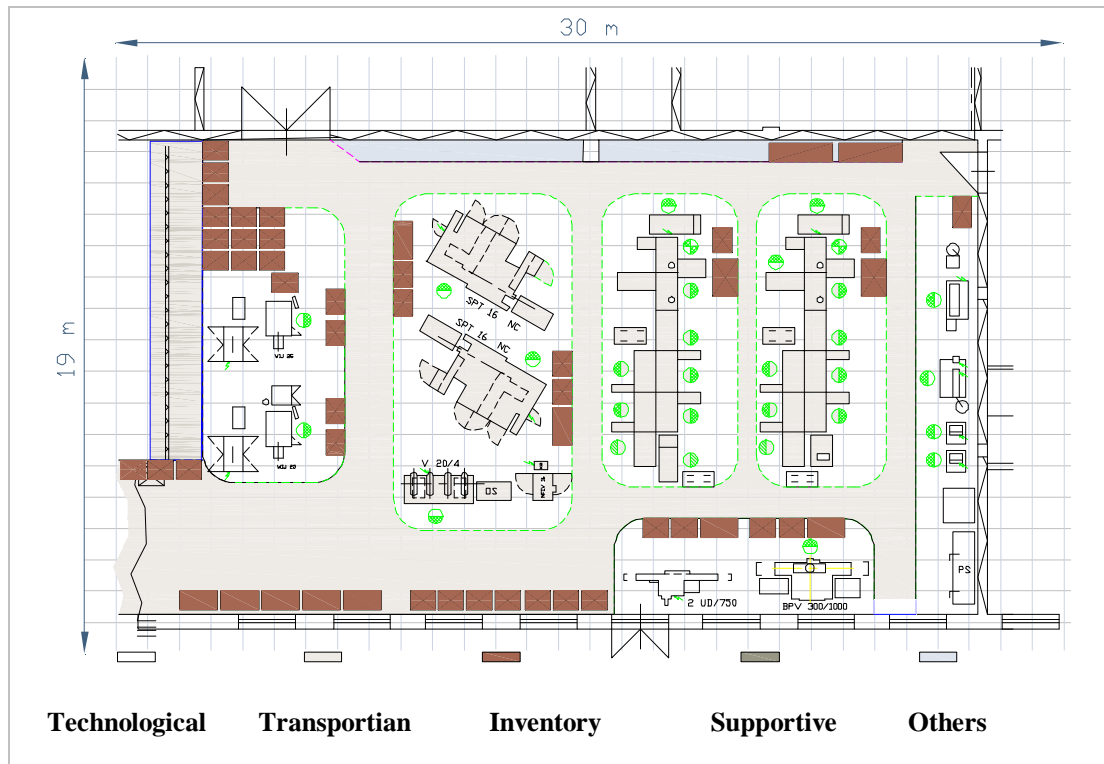 30 m
19 m
SPT 16 NC
SPT 16 NC
V 20/4
OS
2 UD/750
BPV 300/1000
PS
Technological Transportian Inventory Supportive Others